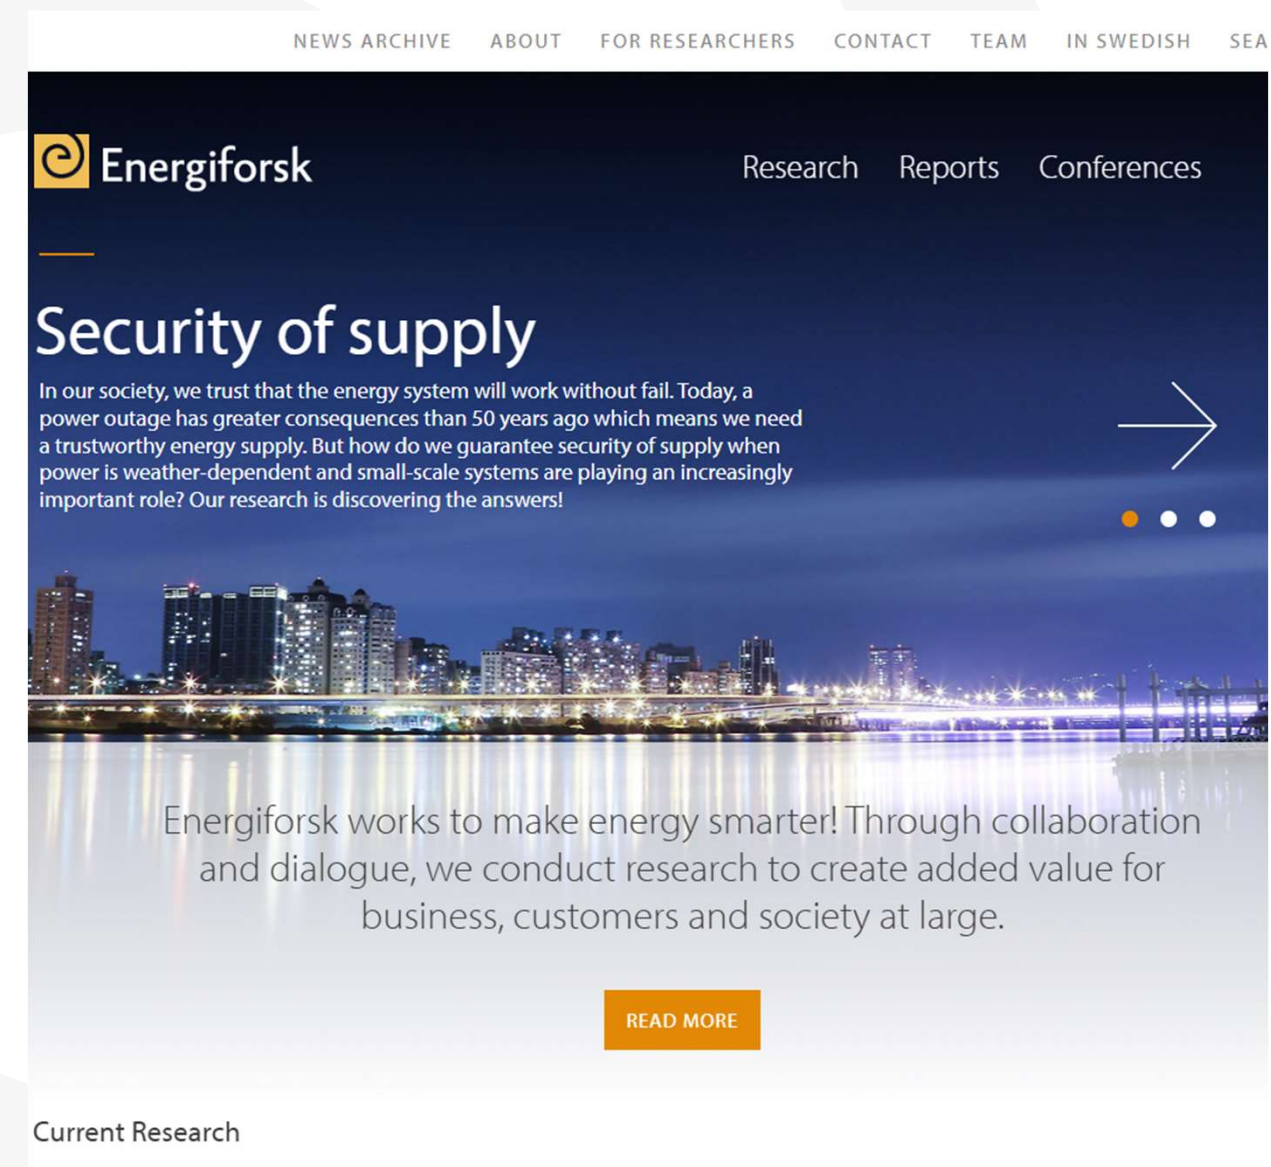 NEWS ARCHIVE ABOUT FOR RESEARCHERS CONTACT TEAM IN SWEDISH SEA
Energiforsk
Research Reports Conferences
Security of supply
In our society, we trust that the energy system will work without fail. Today, a
power outage has greater consequences than 50 years ago which means we need
a trustworthy energy supply. But how do we guarantee security of supply when
power is weather-dependent and small-scale systems are playing an increasingly
important role? Our research is discovering the answers!
Energiforsk works to make energy smarter! Through collaboration
and dialogue, we conduct research to create added value for
business, customers and society at large.
READ MORE
Current Research